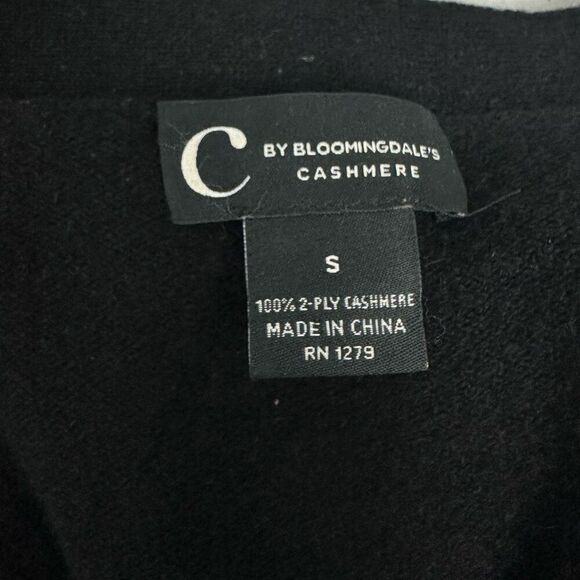 C BY BLOOMINGDALE'S
CASHMERE
S
100% 2-PLY CASHMERE
MADE IN CHINA
RN 1279